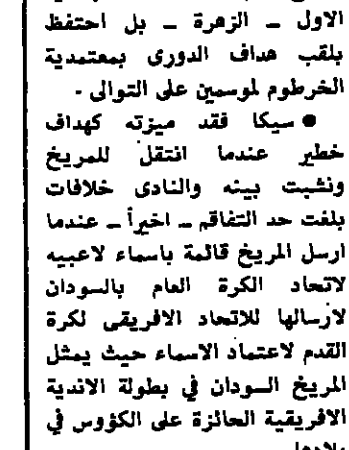 الاول ـ الزهرة ـ بل احتفظ
بلقب هداف الدورى بمعتمدية
الخرطوم لموسمين على التوالى .
● سيكا فقد ميزته كهداف
خطير عندما انتقل للمريخ
ونشبت بينه والنادى خلافات
بلغت حد التفاقم ـ اخيراً ـ عندما
ارسل المريخ قائمة باسماء لاعبيه
لاتحاد الكرة العام بالسودان
لارسالها للاتحاد الافريقى لكرة
القدم لاعتماد الاسماء حيث يمثل
المريخ السودان في بطولة الاندية
الافريقية الحائزة على الكؤوس في